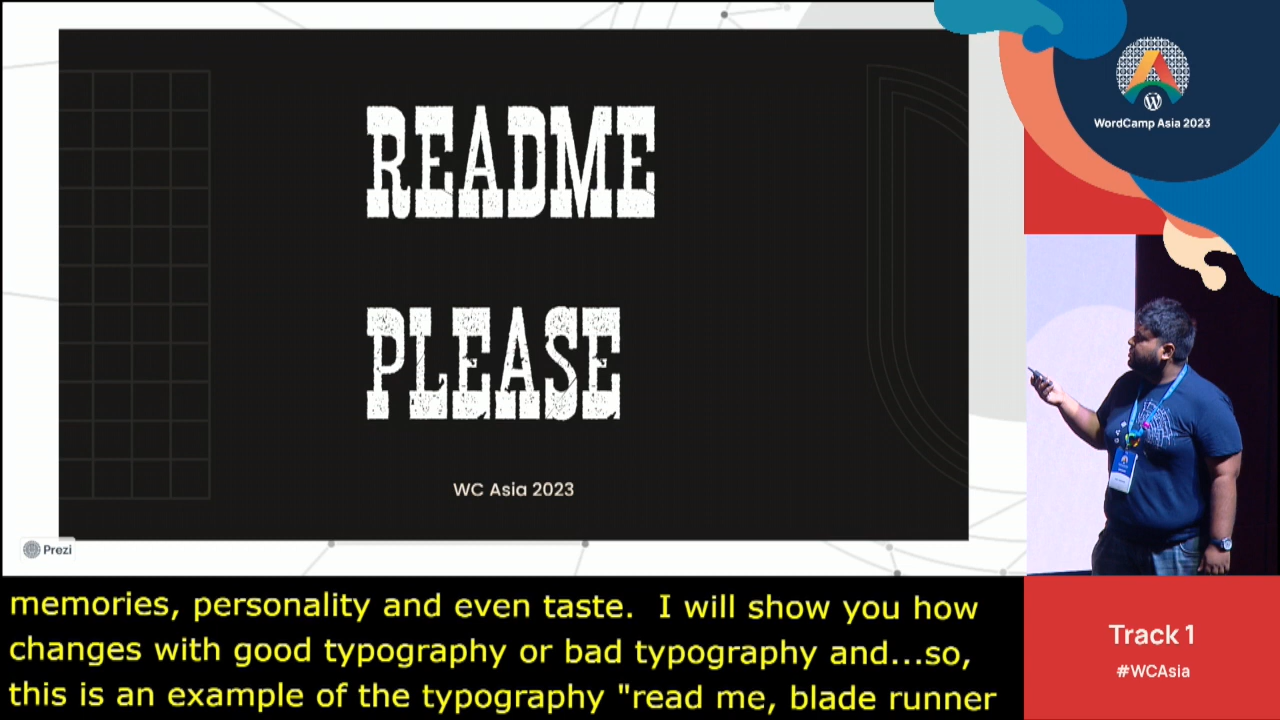 README
PLEASE
WC Asia 2023
Prezi
WordCamp Asia 2023
memories, personality and even taste.  I will show you how
changes with good typography or bad typography and...so,
this is an example of the typography "read me, blade runner
Track 1
#WCAsia